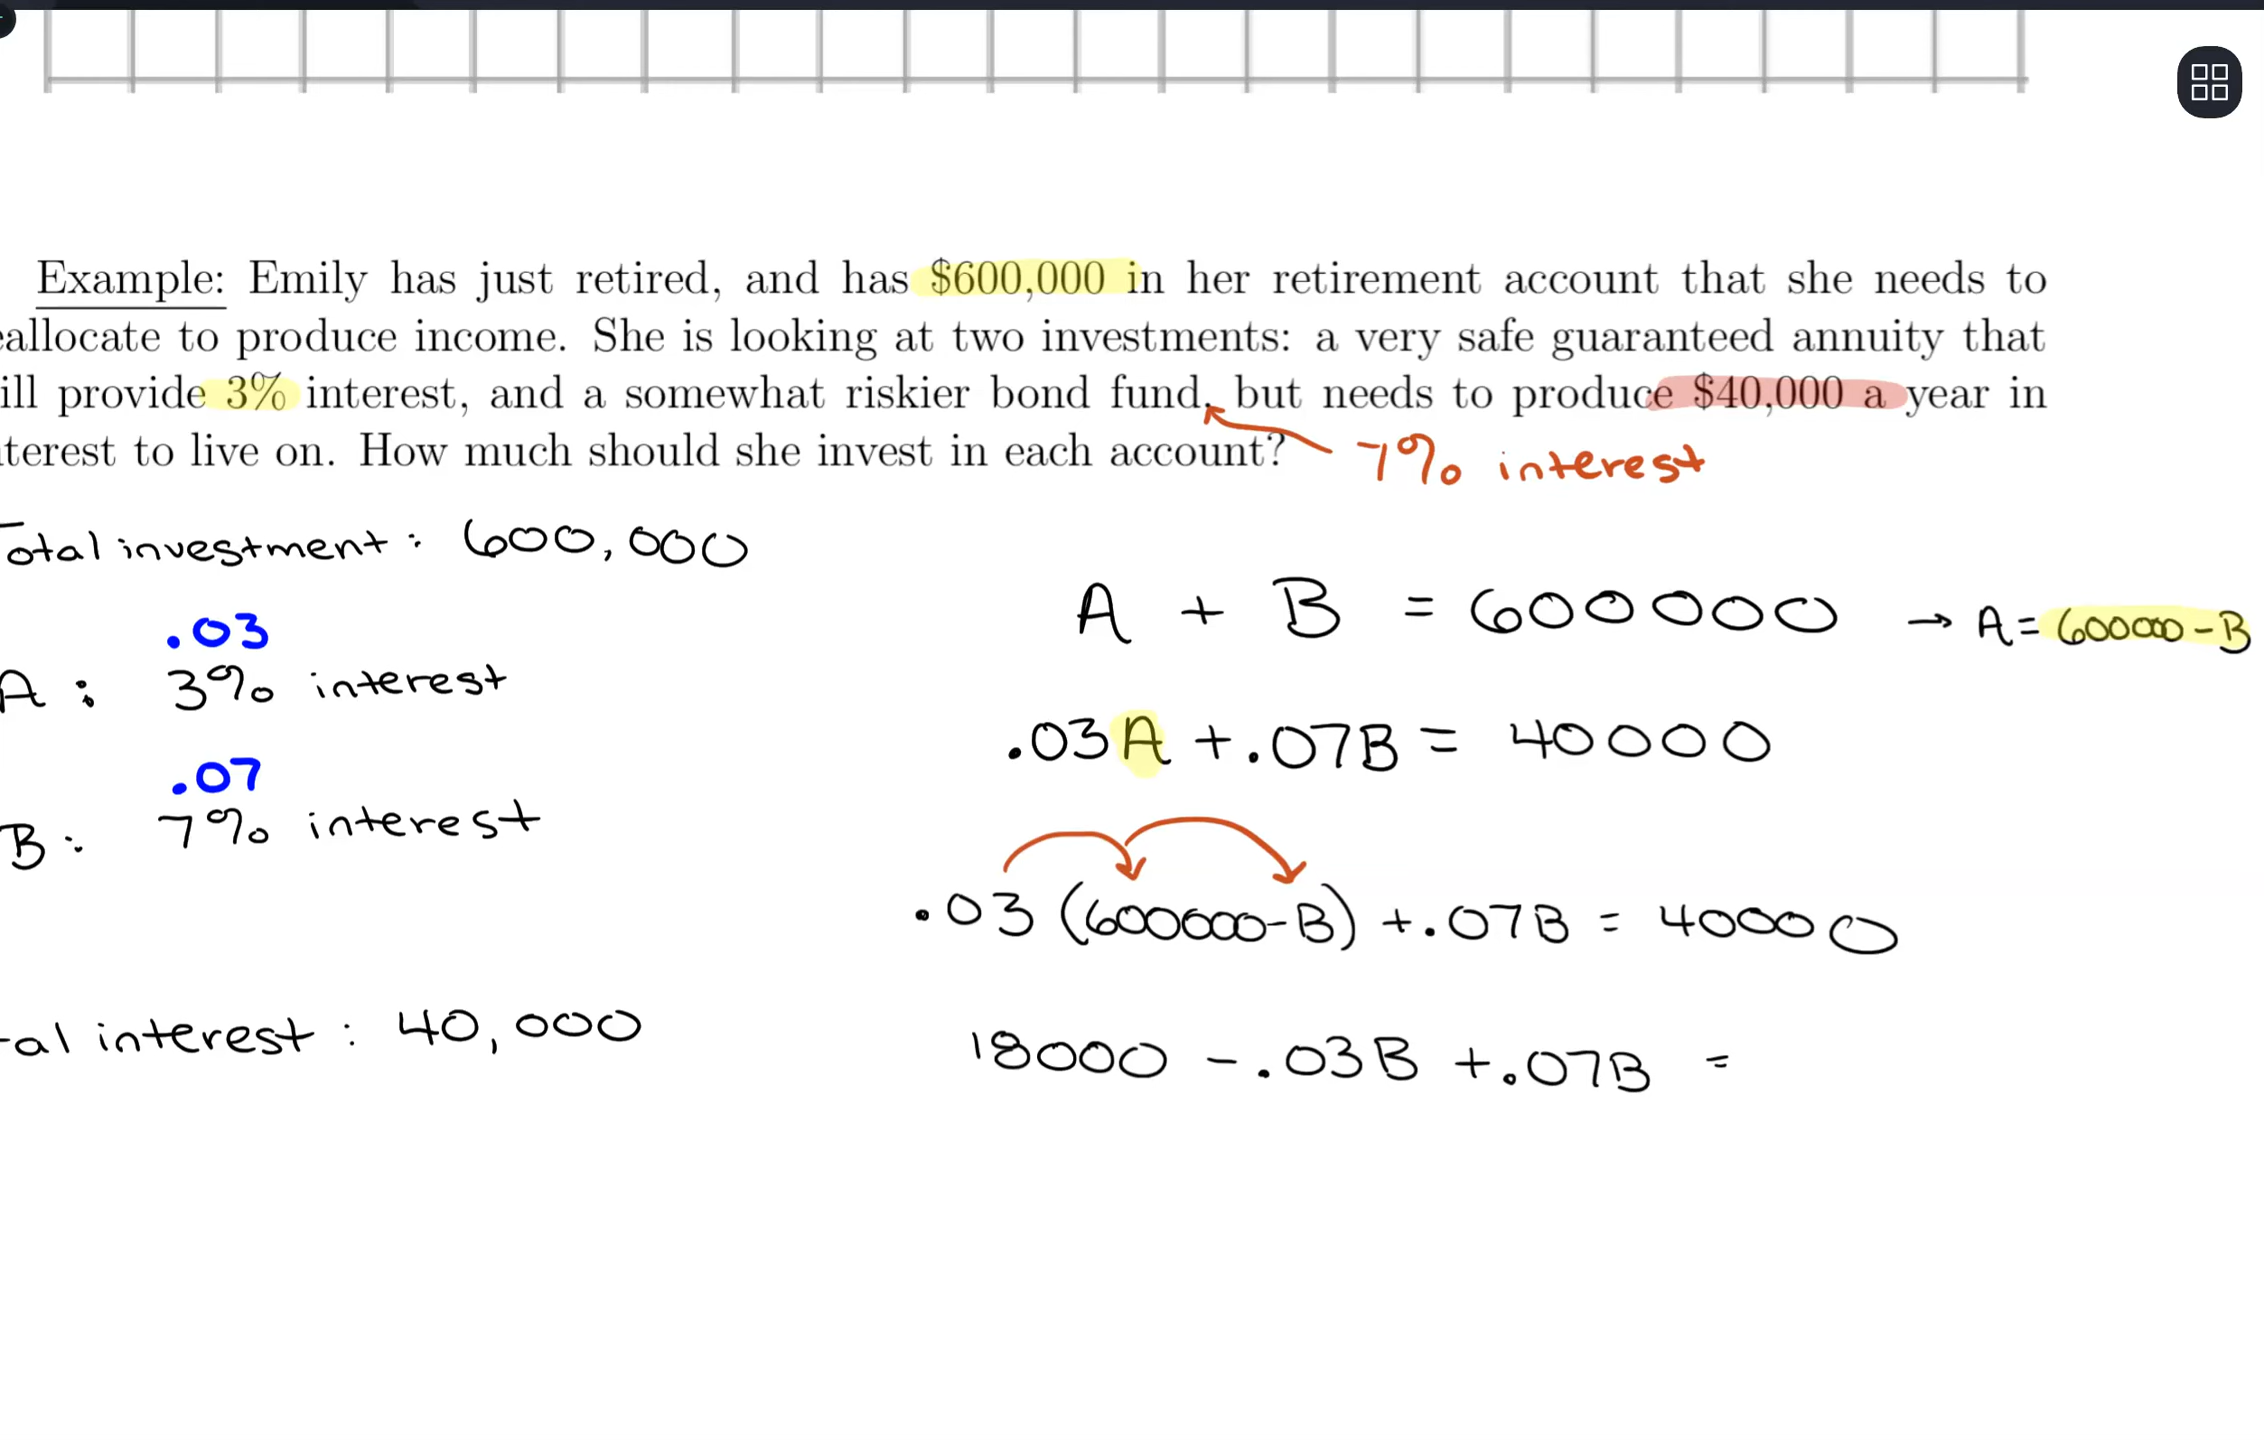 Example: Emily has just retired, and has $600,000 in her retirement account that she needs to
eallocate to produce income. She is looking at two investments: a very safe guaranteed annuity that
ill provide 3% interest, and a somewhat riskier bond fund, but needs to produce $40,000 a year in
terest to live on. How much should she invest in each account?
7% interest
Total investment : 600,000
A + B = 600000 → A = 600000 - B
.03
A : 3% interest
.03A + .07B = 40000
.07
B : 7% interest
.03 (600000 - B) + .07B = 40000
tal interest : 40,000
18000 - .03B + .07B =